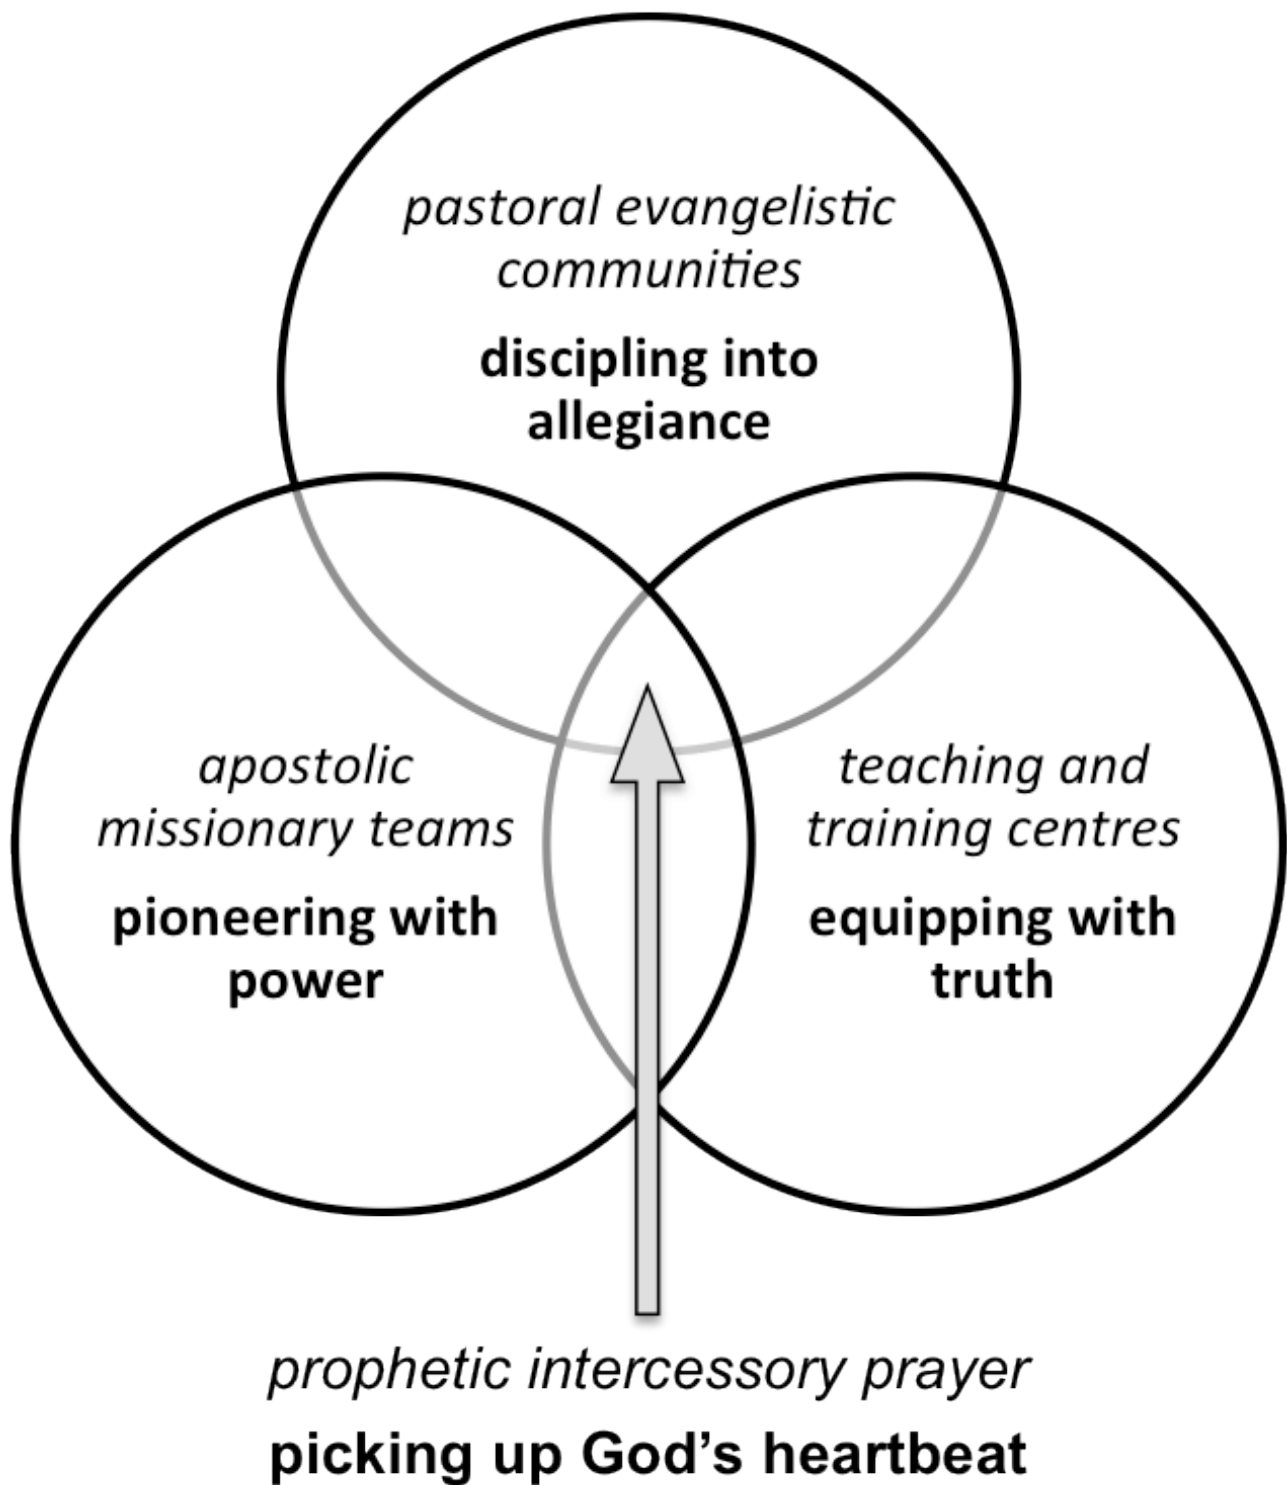 pastoral evangelistic
communities
discipling into
allegiance
apostolic
missionary teams
pioneering with
power
teaching and
training centres
equipping with
truth
prophetic intercessory prayer
picking up God’s heartbeat